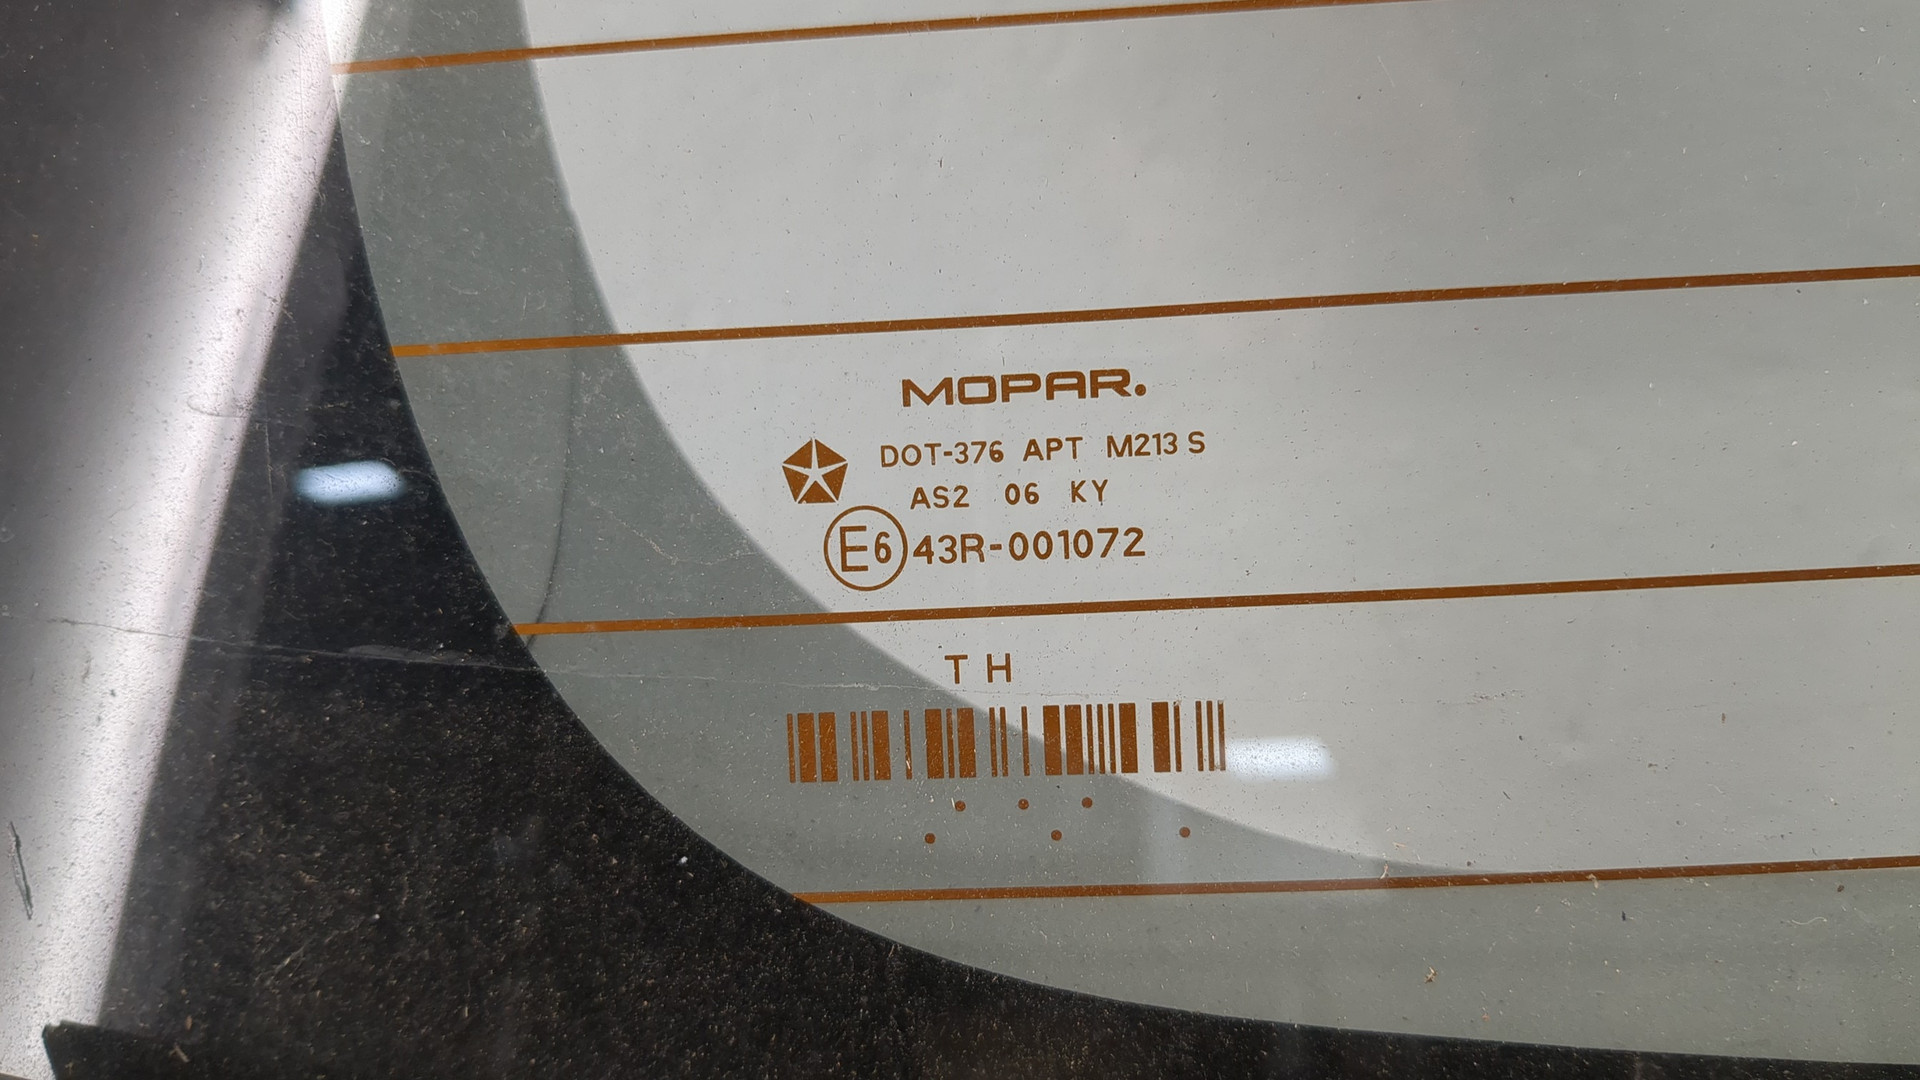 MOPAR.
DOT-376 APT M213 S
AS2 06 KY
E6 43R-001072
T H